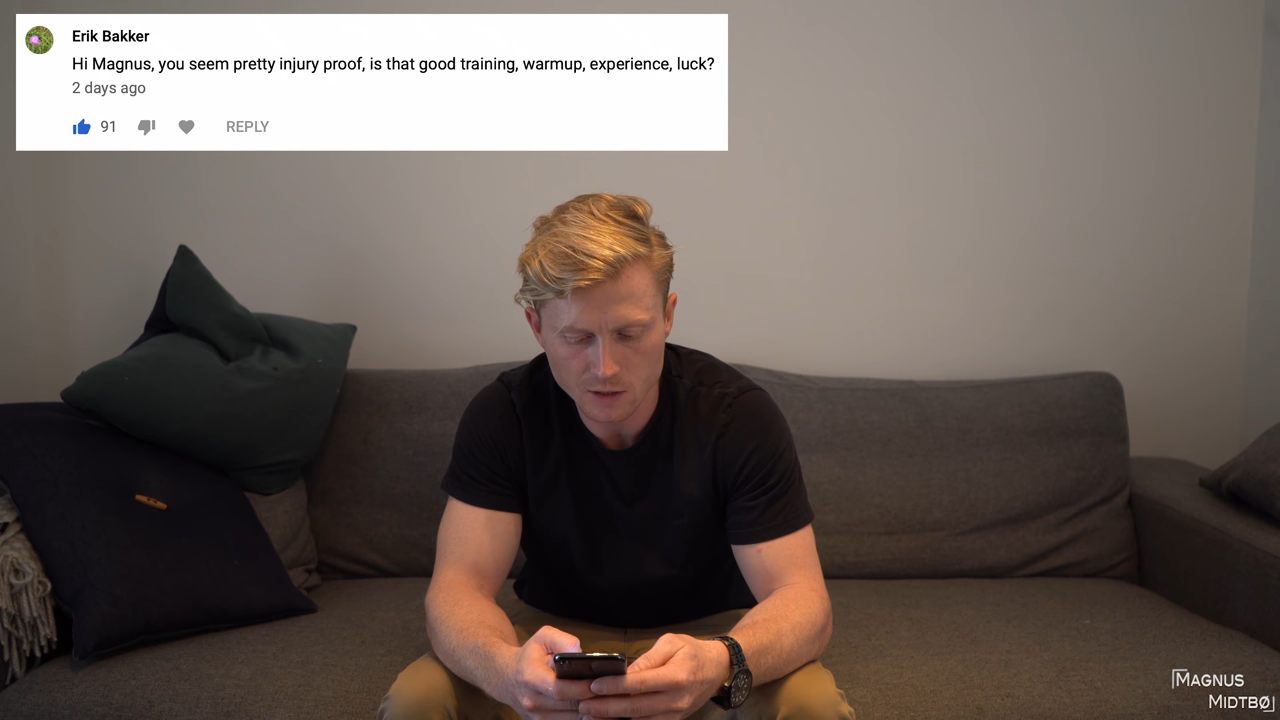 Erik Bakker
Hi Magnus, you seem pretty injury proof, is that good training, warmup, experience, luck?
2 days ago
91
REPLY
MAGNUS
MIDTBØ